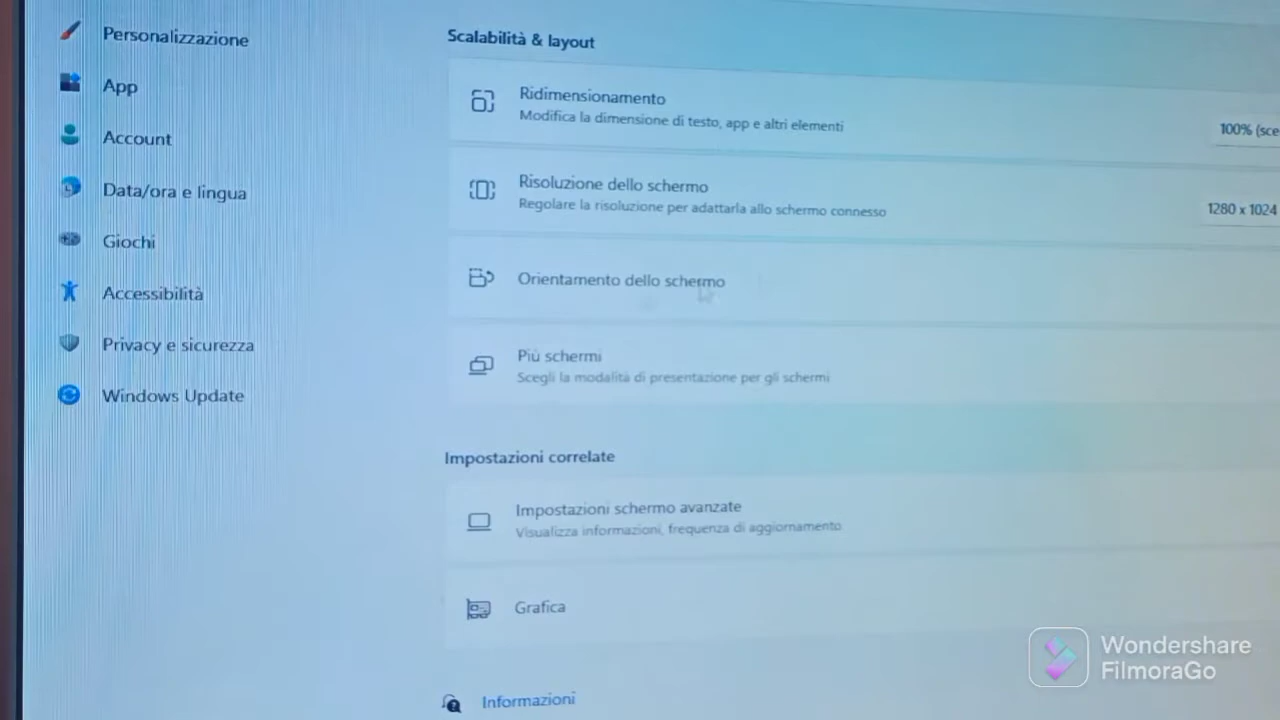 Personalizzazione
App
Account
Data/ora e lingua
Giochi
Accessibilità
Privacy e sicurezza
Windows Update
Scalabilità & layout
Ridimensionamento
Modifica la dimensione di testo, app e altri elementi
100% (sce
Risoluzione dello schermo
Regolare la risoluzione per adattarla allo schermo connesso
1280 x 1024
Orientamento dello schermo
Più schermi
Scegli la modalità di presentazione per gli schermi
Impostazioni correlate
Impostazioni schermo avanzate
Visualizza informazioni, frequenza di aggiornamento
Grafica
Informazioni
Wondershare
FilmoraGo